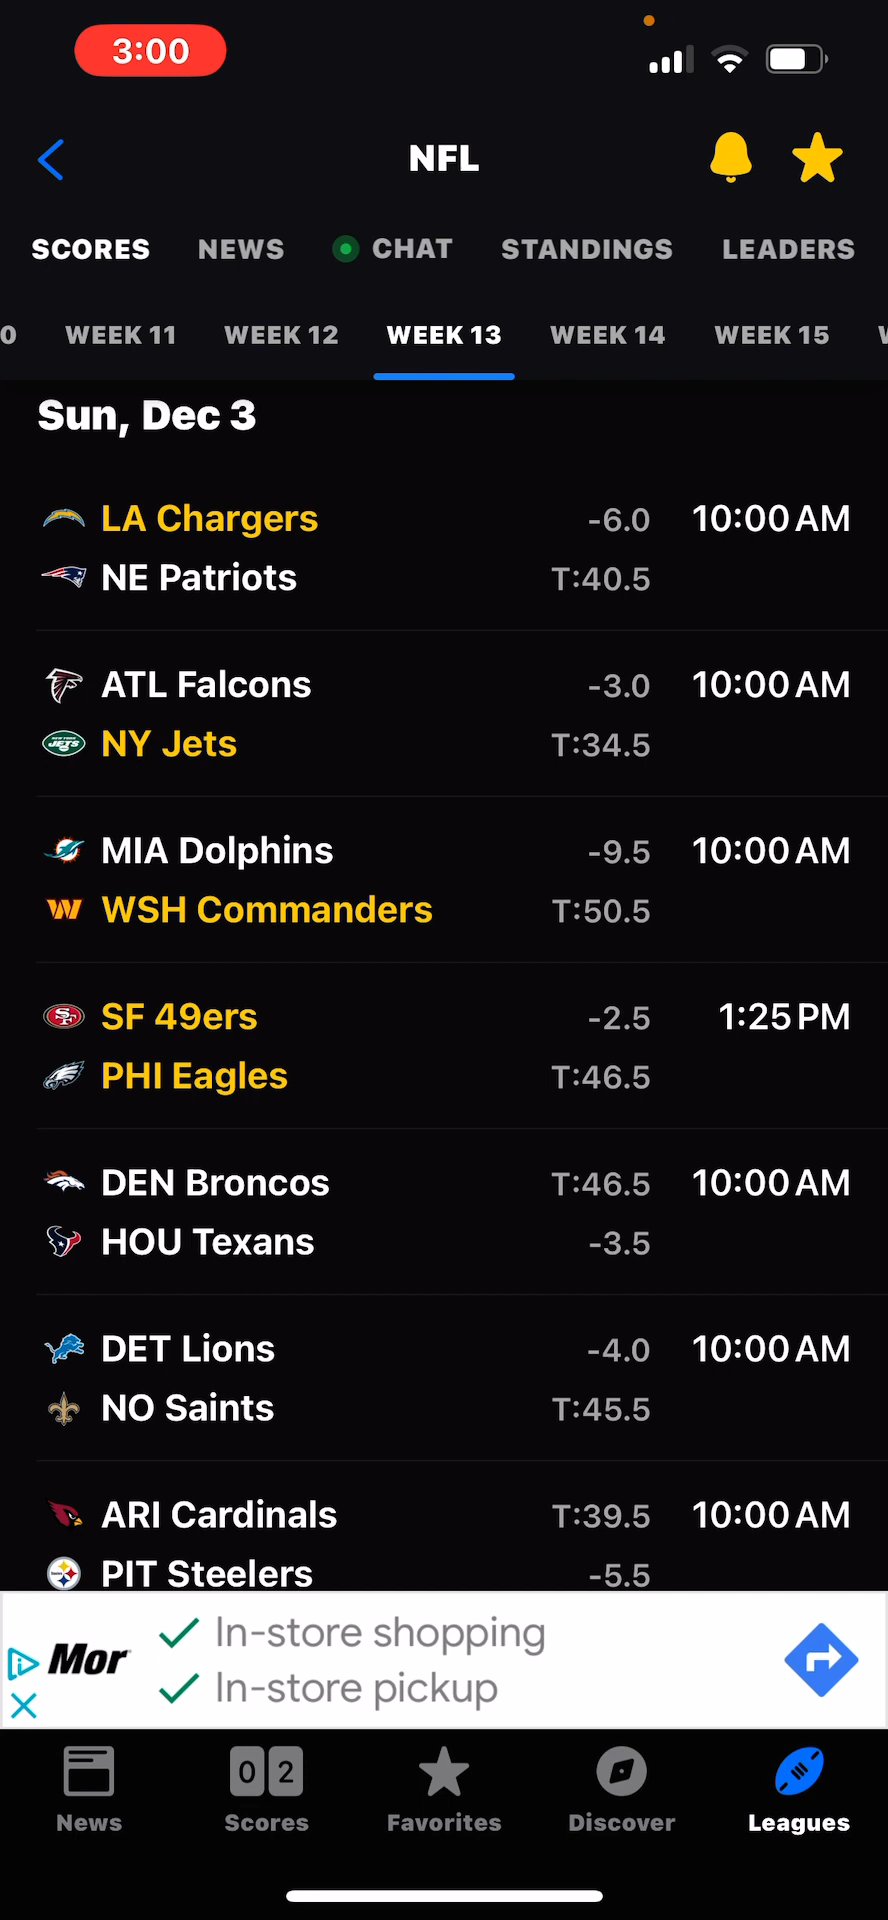 3:00
NFL
SCORES NEWS CHAT STANDINGS LEADERS
0 WEEK 11 WEEK 12 WEEK 13 WEEK 14 WEEK 15
Sun, Dec 3
LA Chargers -6.0 10:00 AM
NE Patriots T:40.5
ATL Falcons -3.0 10:00 AM
NY Jets T:34.5
MIA Dolphins -9.5 10:00 AM
WSH Commanders T:50.5
SF 49ers -2.5 1:25 PM
PHI Eagles T:46.5
DEN Broncos T:46.5 10:00 AM
HOU Texans -3.5
DET Lions -4.0 10:00 AM
NO Saints T:45.5
ARI Cardinals T:39.5 10:00 AM
PIT Steelers -5.5
Mor
In-store shopping
In-store pickup
0 2
News Scores Favorites Discover Leagues